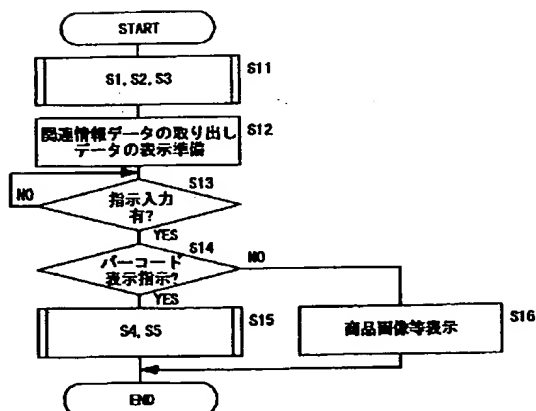 START
S1, S2, S3
S11
関連情報データの取り出し
データの表示準備
S12
S13
指示入力
有?
NO
YES
S14
バーコード
表示指示?
NO
YES
S4, S5
S15
商品画像等表示
S16
END